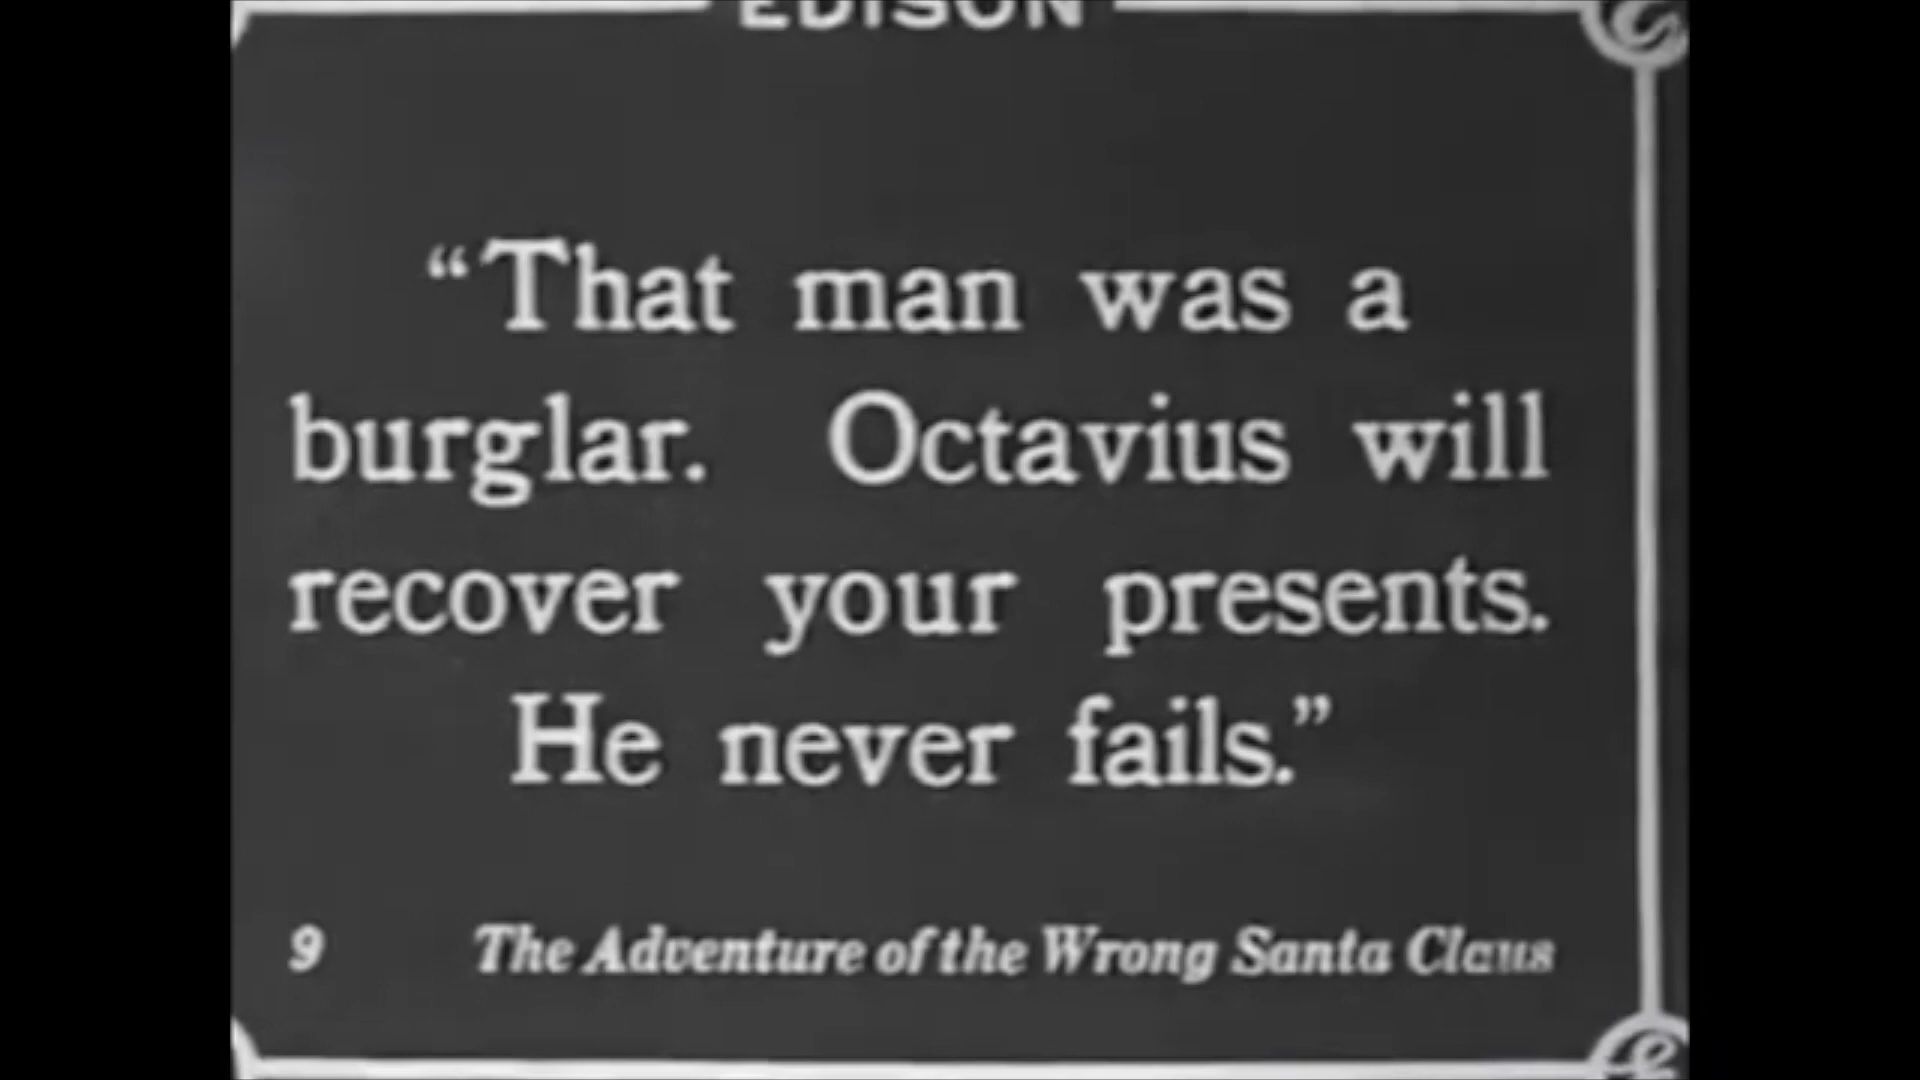 EDISON
“That man was a
burglar. Octavius will
recover your presents.
He never fails.”
9 The Adventure of the Wrong Santa Claus